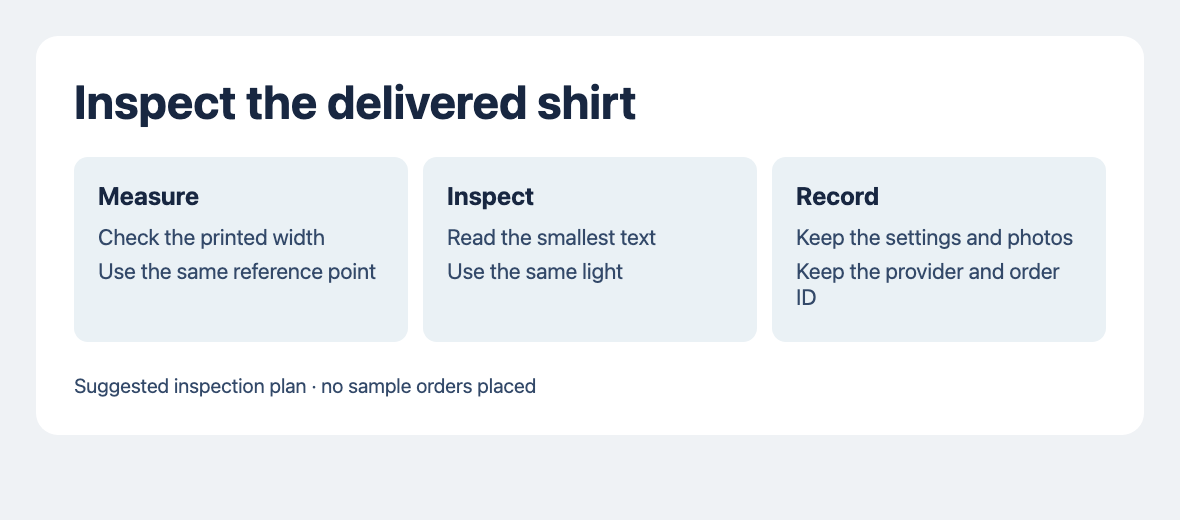 Inspect the delivered shirt
Measure
Check the printed width
Use the same reference point
Inspect
Read the smallest text
Use the same light
Record
Keep the settings and photos
Keep the provider and order
ID
Suggested inspection plan · no sample orders placed